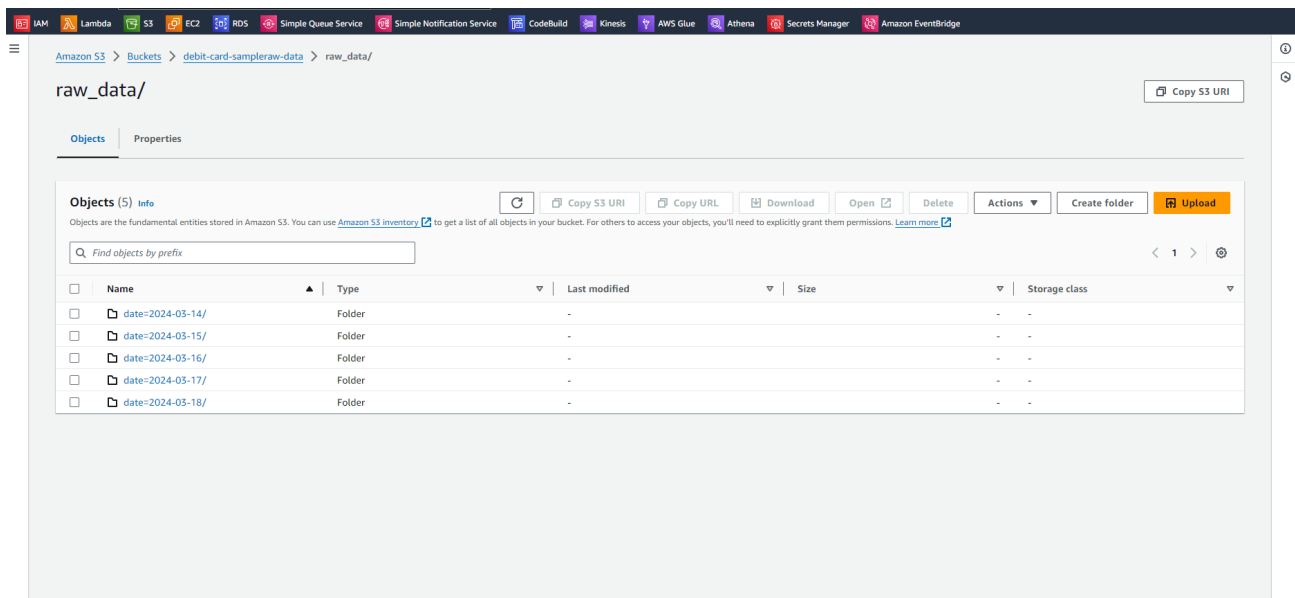 IAM Lambda S3 EC2 RDS Simple Queue Service Simple Notification Service CodeBuild Kinesis AWS Glue Athena Secrets Manager Amazon EventBridge
Amazon S3 > Buckets > debit-card-sampleraw-data > raw_data/
raw_data/
Copy S3 URI
Objects Properties
Objects (5) Info
Copy S3 URI Copy URL Download Open Delete Actions Create folder Upload
Objects are the fundamental entities stored in Amazon S3. You can use Amazon S3 inventory to get a list of all objects in your bucket. For others to access your objects, you'll need to explicitly grant them permissions. Learn more
Find objects by prefix
< 1 >
Name Type Last modified Size Storage class
date=2024-03-14/ Folder - - -
date=2024-03-15/ Folder - - -
date=2024-03-16/ Folder - - -
date=2024-03-17/ Folder - - -
date=2024-03-18/ Folder - - -